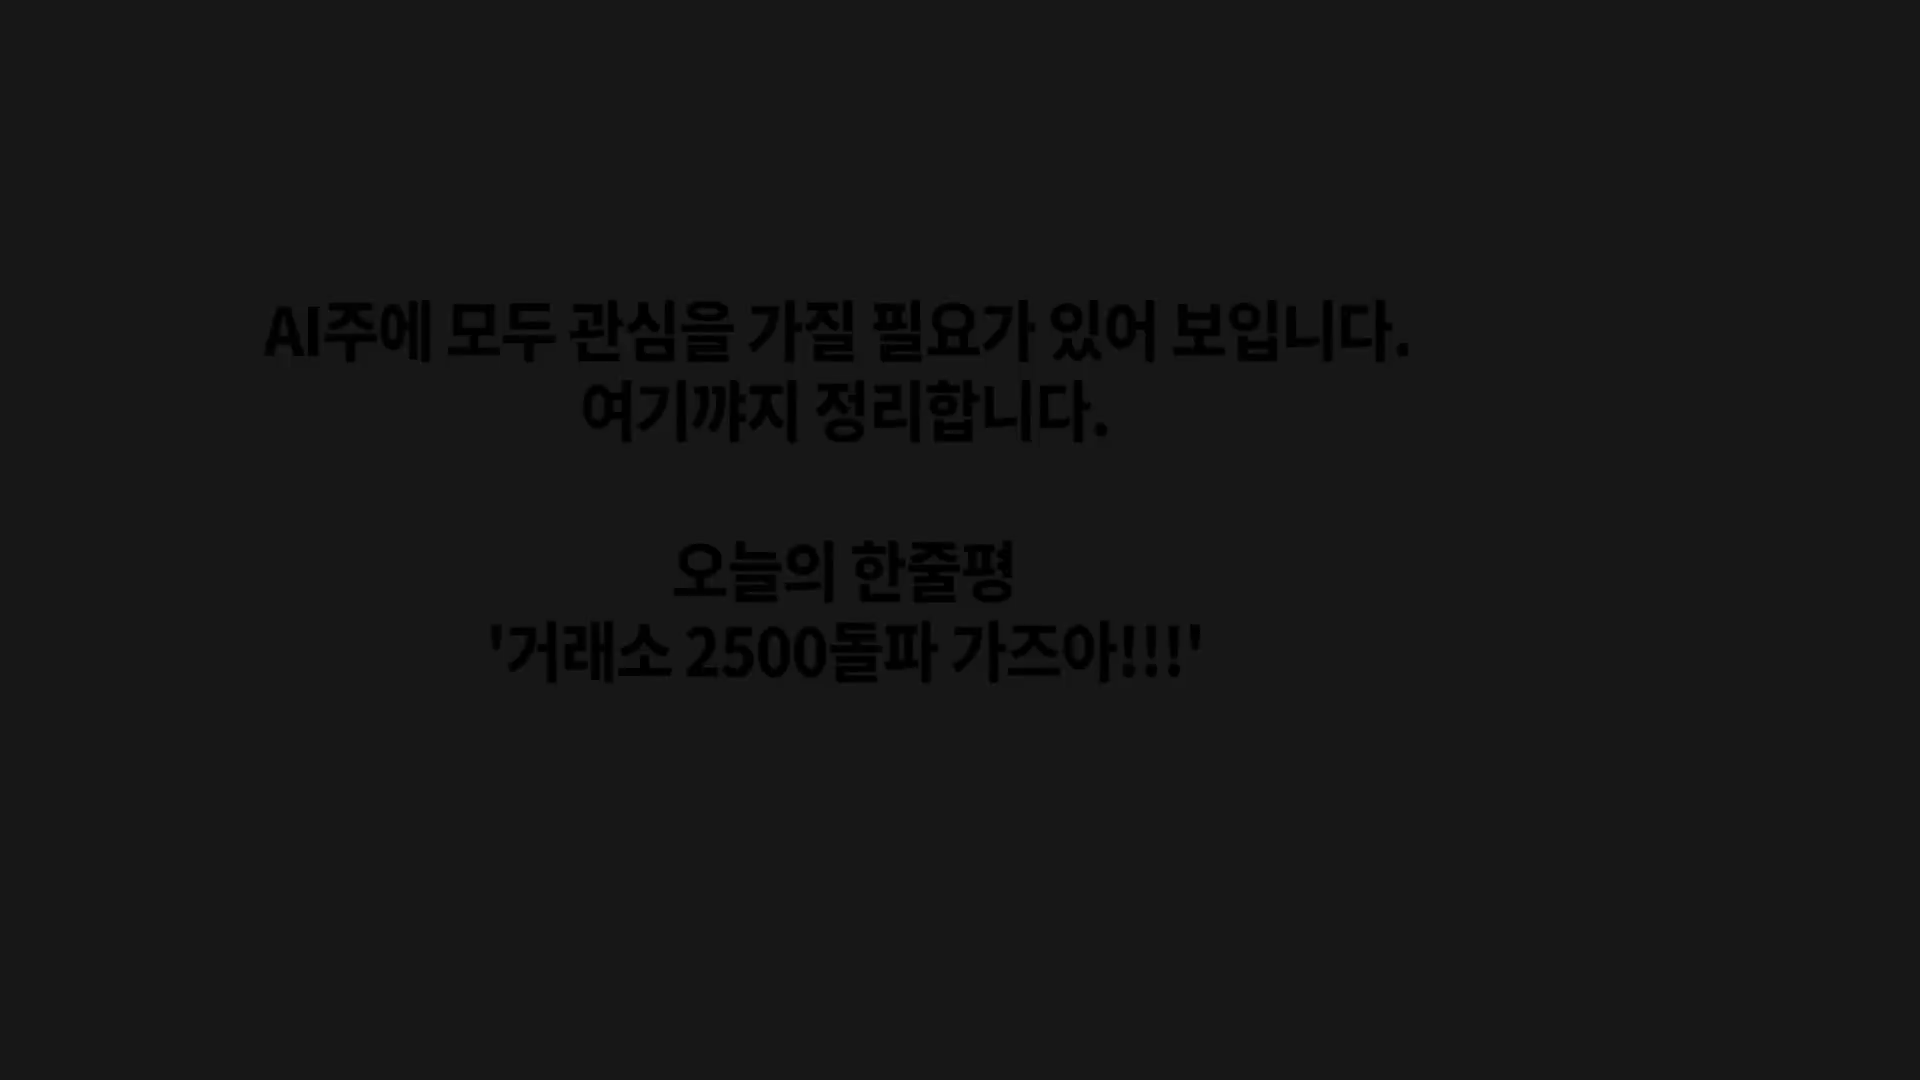 AI주에 모두 관심을 가질 필요가 있어 보입니다.
여기꺄지 정리합니다.
오늘의 한줄평
'거래소 2500돌파 가즈아!!!'